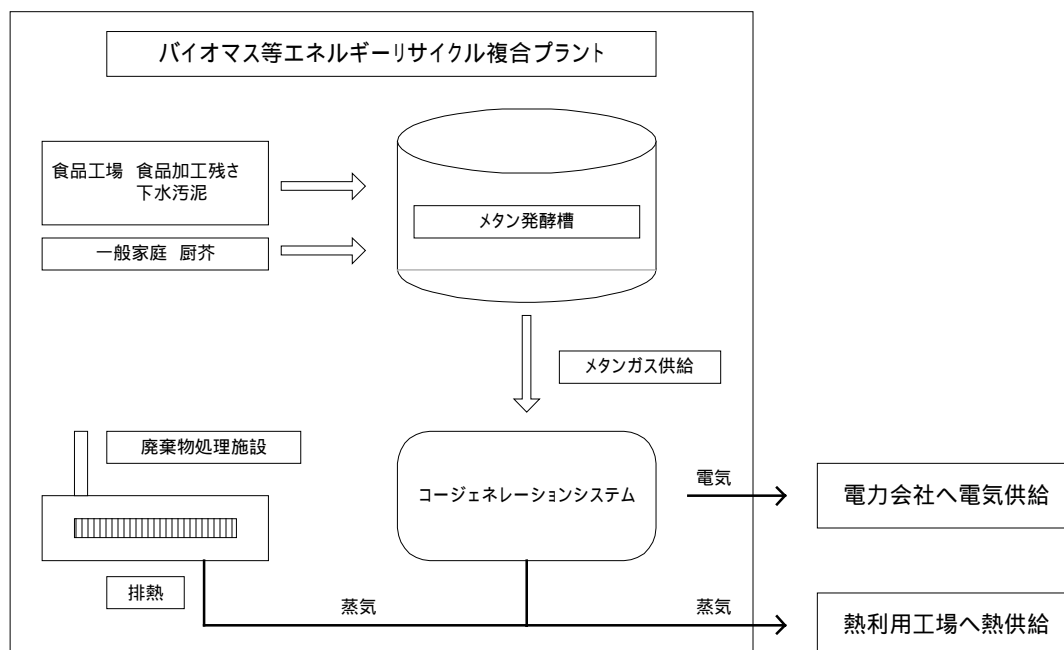 バイオマス等エネルギーリサイクル複合プラント
食品工場 食品加工残さ
下水汚泥
メタン発酵槽
一般家庭 厨芥
メタンガス供給
廃棄物処理施設
コージェネレーションシステム
電気
電力会社へ電気供給
排熱
蒸気
蒸気
熱利用工場へ熱供給